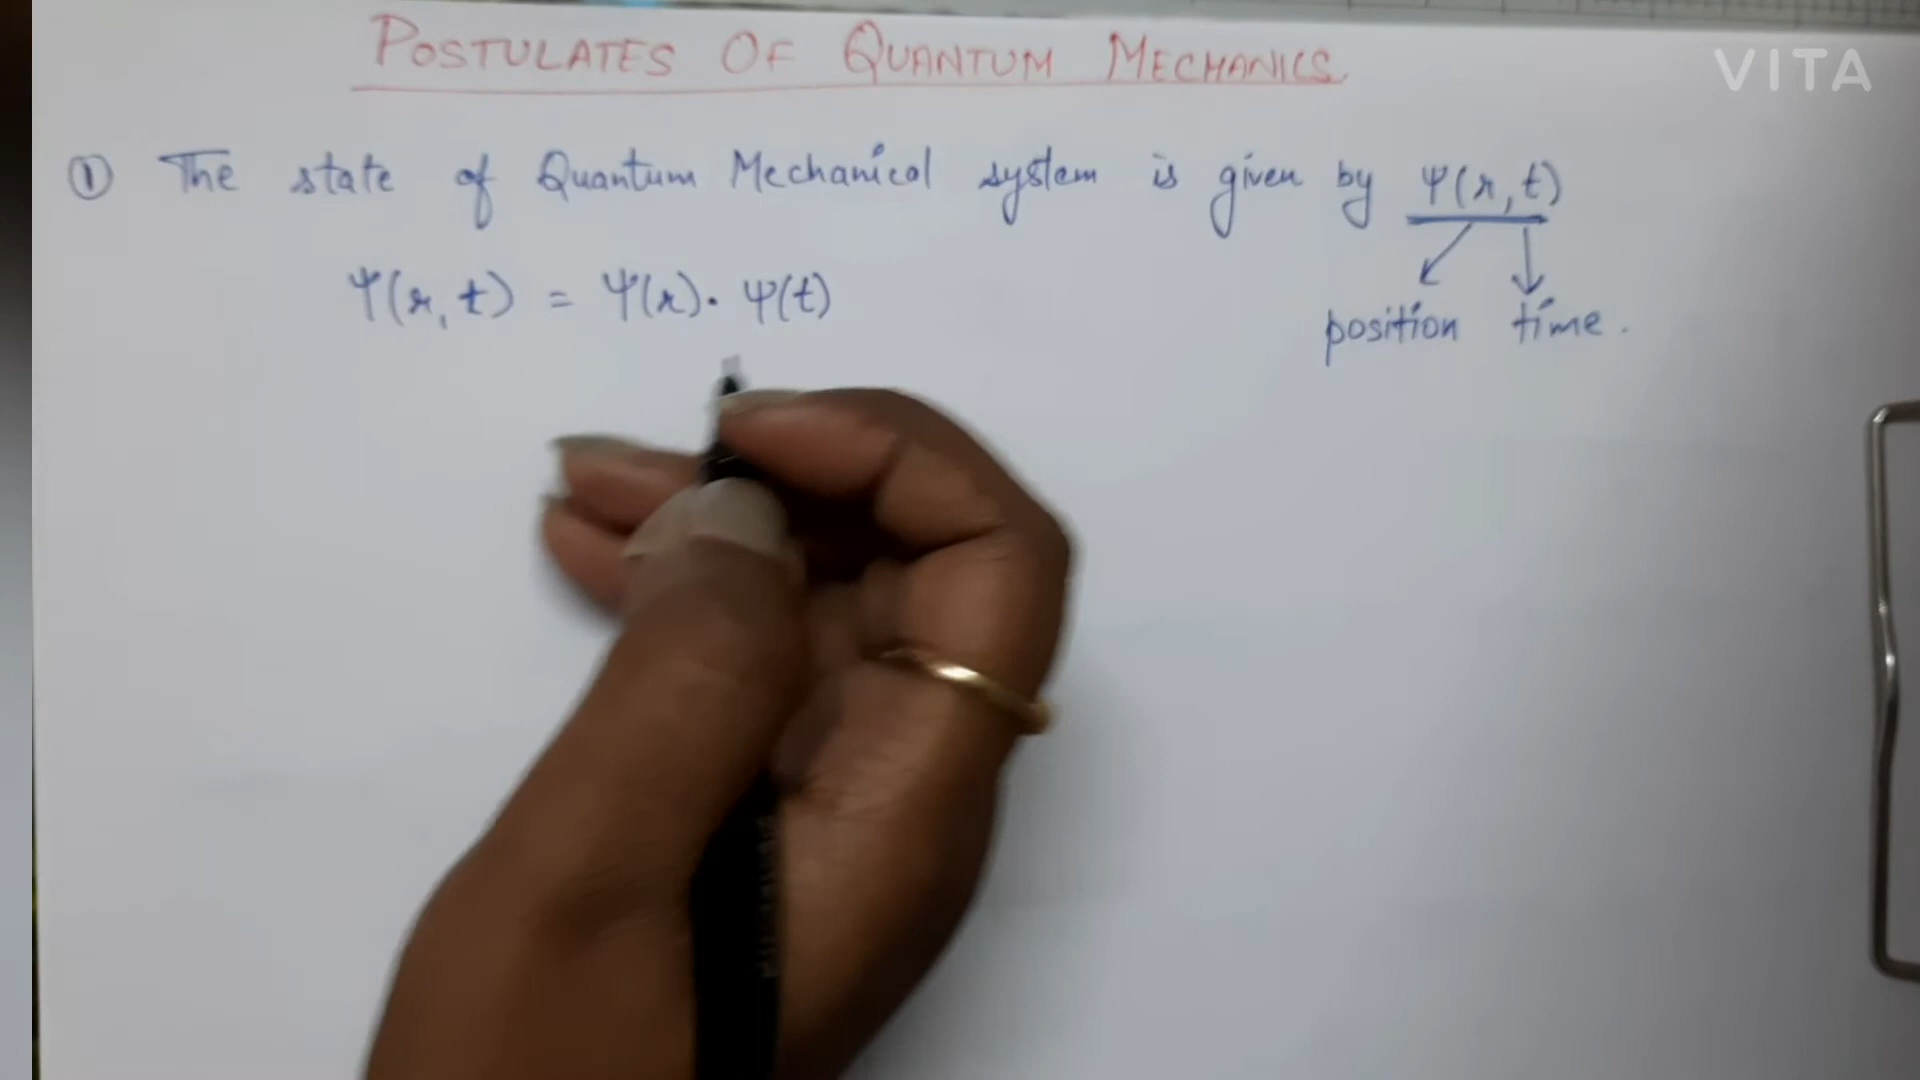 POSTULATES OF QUANTUM MECHANICS
VITA
① The state of Quantum Mechanical system is given by Ψ(r,t)
Ψ(r,t) = Ψ(r). Ψ(t)
position time.